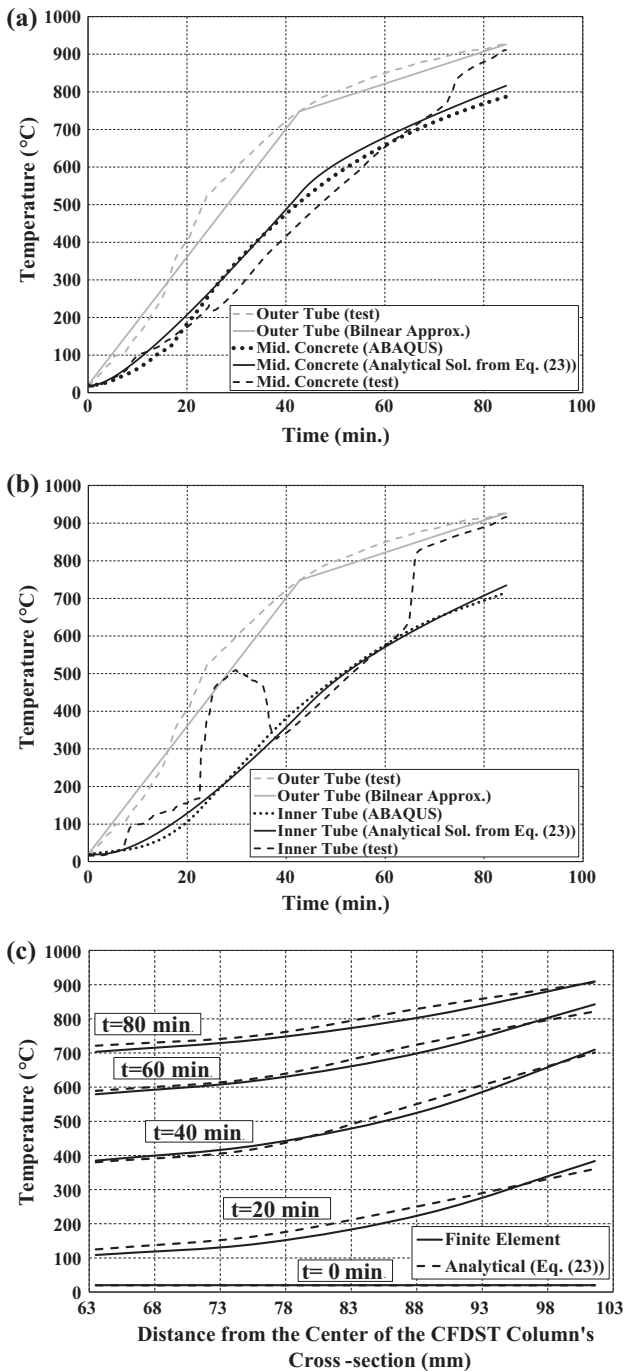 (a)
1000
900
800
700
600
500
400
300
200
100
0
Temperature (°C)
Outer Tube (test)
Outer Tube (Bilnear Approx.)
Mid. Concrete (ABAQUS)
Mid. Concrete (Analytical Sol. from Eq. (23))
Mid. Concrete (test)
0 20 40 60 80 100
Time (min.)
(b)
1000
900
800
700
600
500
400
300
200
100
0
Temperature (°C)
Outer Tube (test)
Outer Tube (Bilnear Approx.)
Inner Tube (ABAQUS)
Inner Tube (Analytical Sol. from Eq. (23))
Inner Tube (test)
0 20 40 60 80 100
Time (min.)
(c)
1000
900
800
700
600
500
400
300
200
100
0
Temperature (°C)
t=80 min.
t=60 min.
t=40 min.
t=20 min
t= 0 min.
Finite Element
Analytical (Eq. (23))
63 68 73 78 83 88 93 98 103
Distance from the Center of the CFDST Column's
Cross -section (mm)